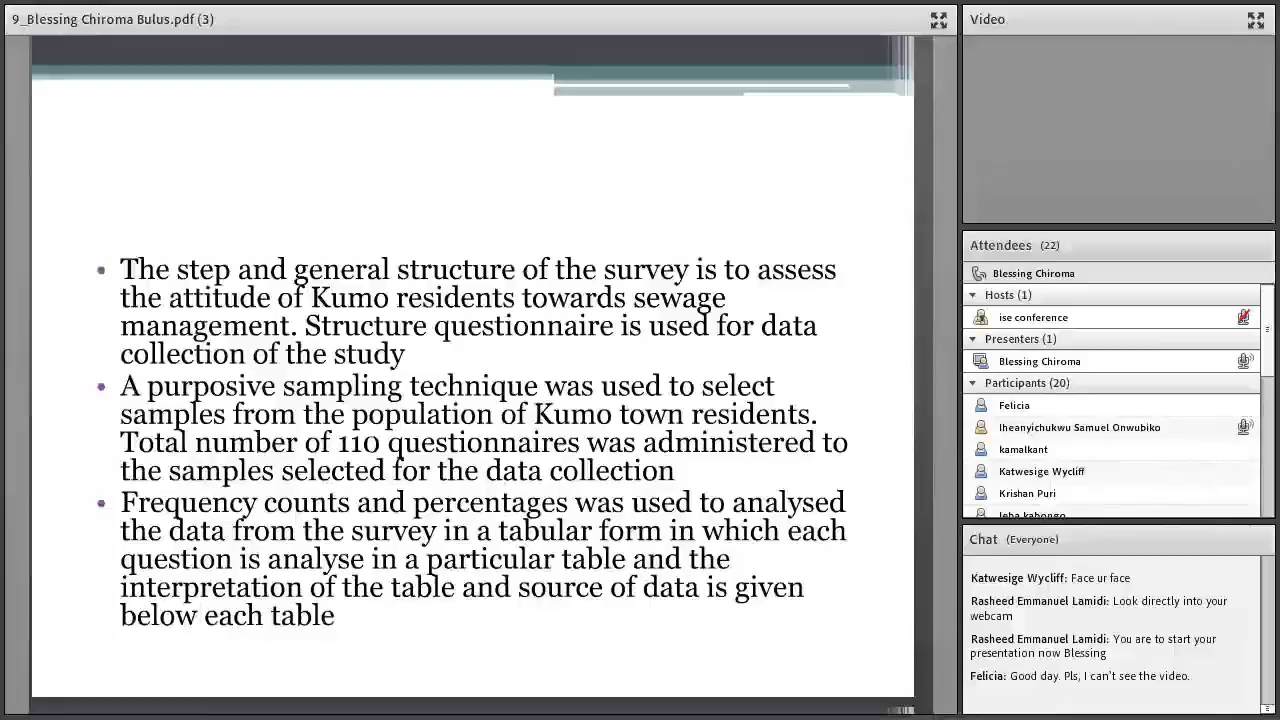 9_Blessing Chiroma Bulus.pdf (3)
• The step and general structure of the survey is to assess
the attitude of Kumo residents towards sewage
management. Structure questionnaire is used for data
collection of the study
• A purposive sampling technique was used to select
samples from the population of Kumo town residents.
Total number of 110 questionnaires was administered to
the samples selected for the data collection
• Frequency counts and percentages was used to analysed
the data from the survey in a tabular form in which each
question is analyse in a particular table and the
interpretation of the table and source of data is given
below each table
Video
Attendees (22)
Blessing Chiroma
Hosts (1)
ise conference
Presenters (1)
Blessing Chiroma
Participants (20)
Felicia
Iheanyichukwu Samuel Onwubiko
kamalkant
Katwesige Wycliff
Krishan Puri
Chat (Everyone)
Katwesige Wycliff: Face ur face
Rasheed Emmanuel Lamidi: Look directly into your
webcam
Rasheed Emmanuel Lamidi: You are to start your
presentation now Blessing
Felicia: Good day. Pls, I can't see the video.